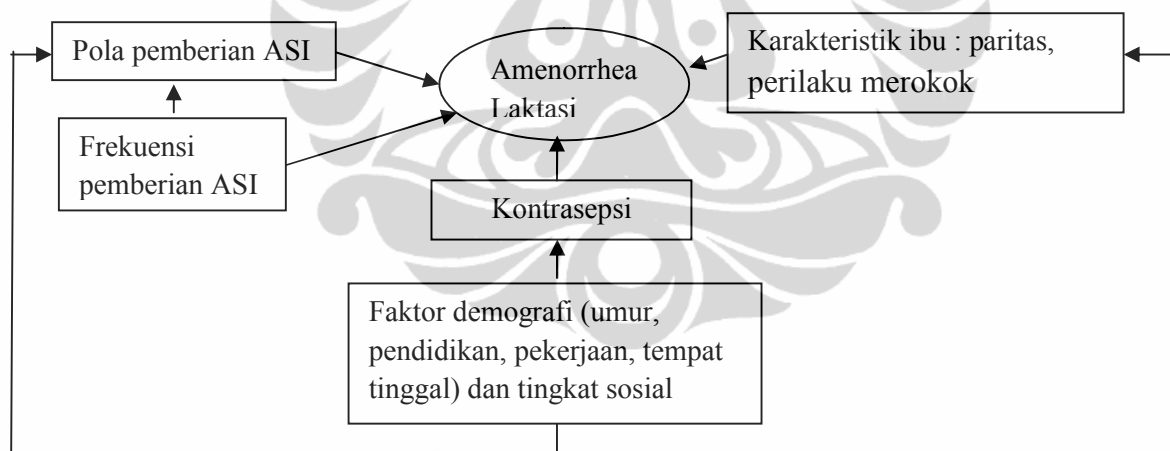 Pola pemberian ASI
Amenorrhea
Laktasi
Karakteristik ibu : paritas,
perilaku merokok
Frekuensi
pemberian ASI
Kontrasepsi
Faktor demografi (umur,
pendidikan, pekerjaan, tempat
tinggal) dan tingkat sosial